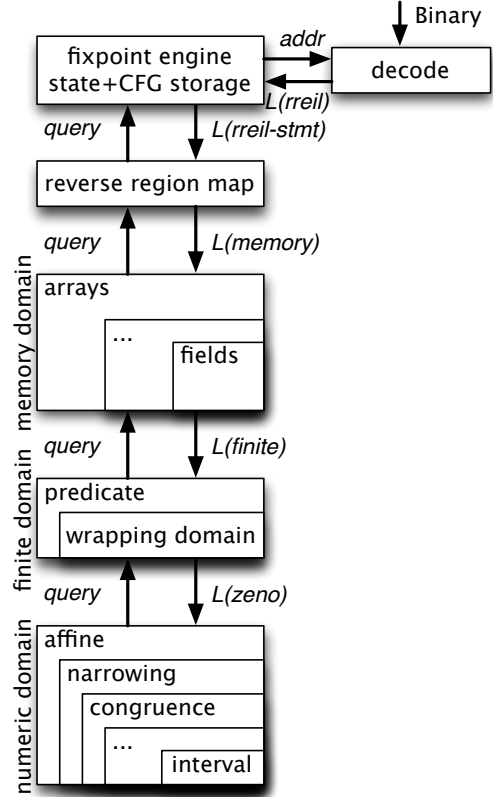 Binary
addr
fixpoint engine
state+CFG storage
decode
L(rreil)
query
L(rreil-stmt)
reverse region map
query
L(memory)
memory domain
arrays
...
fields
query
L(finite)
finite domain
predicate
wrapping domain
query
L(zeno)
numeric domain
affine
narrowing
congruence
...
interval